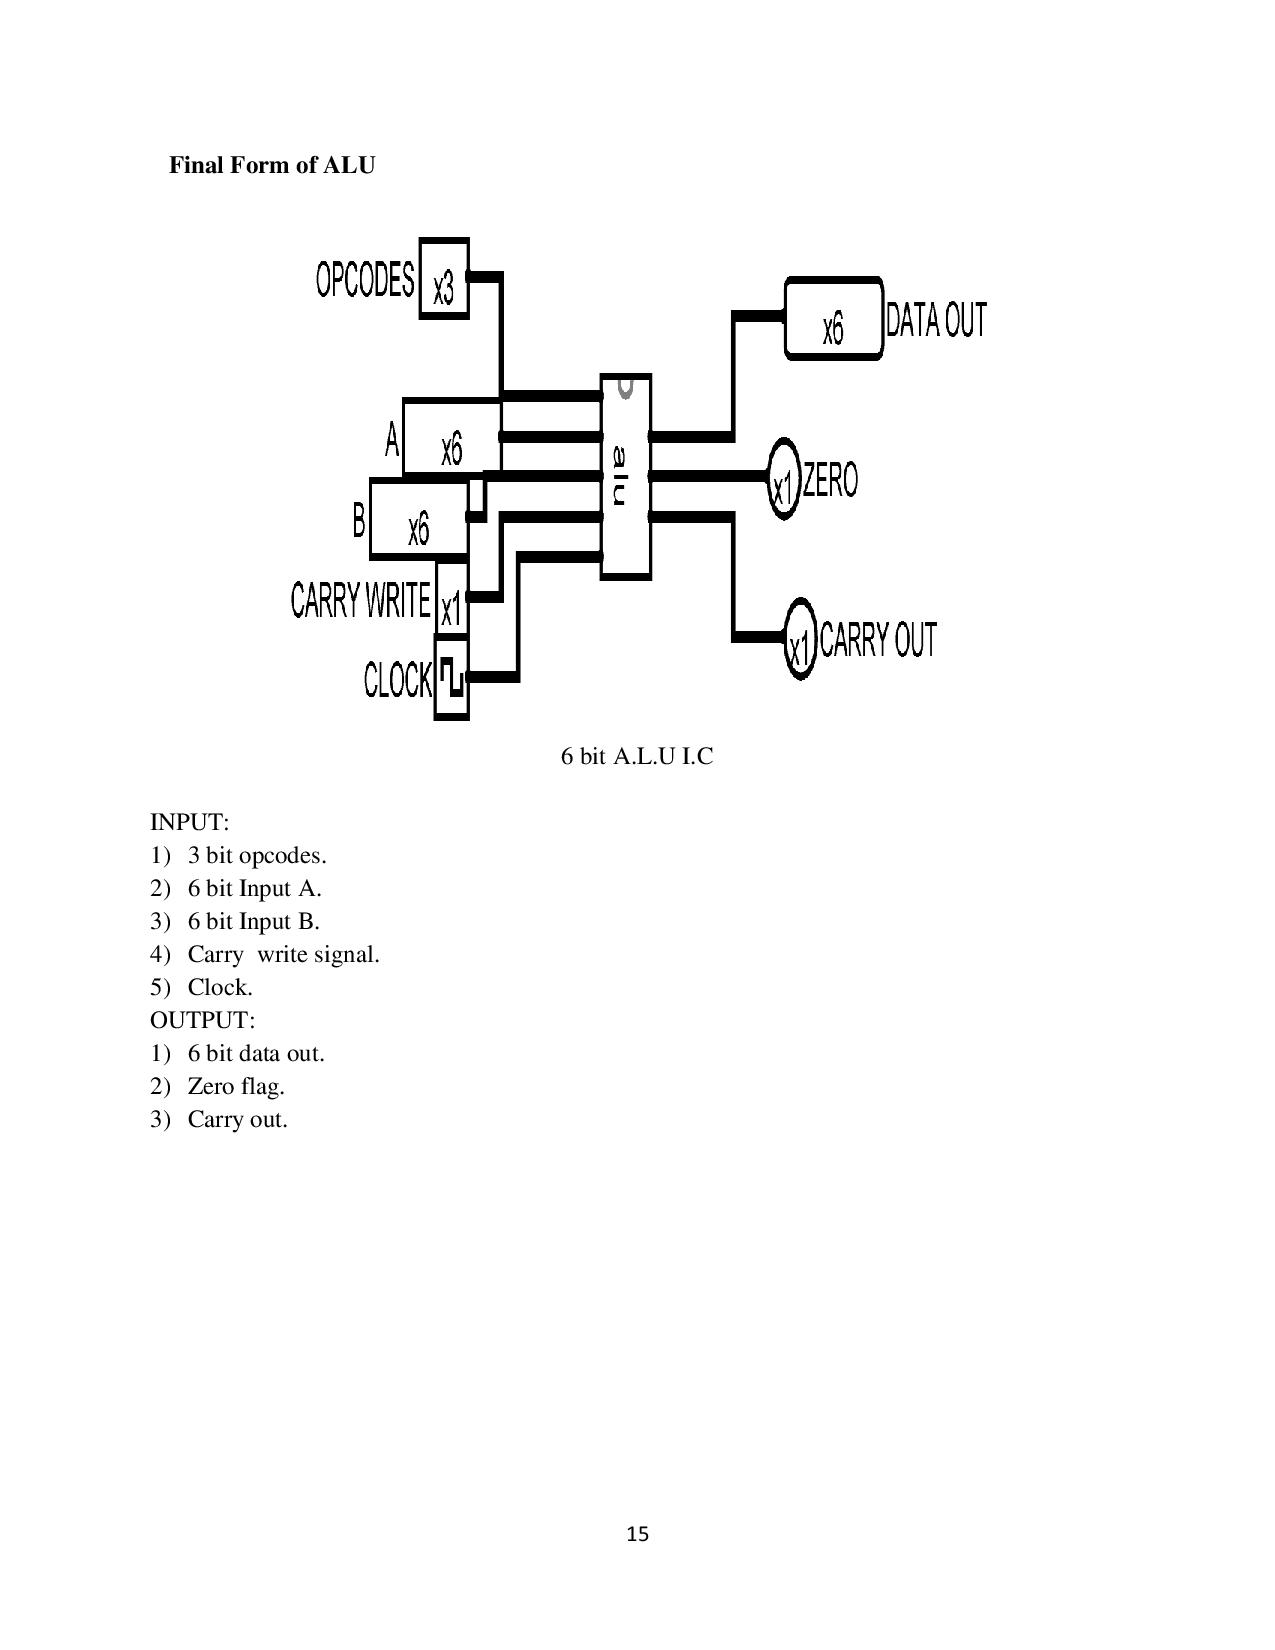 Final Form of ALU
OPCODES x3
x6 DATA OUT
A x6
alu
x1 ZERO
B x6
CARRY WRITE x1
x1 CARRY OUT
CLOCK
6 bit A.L.U I.C
INPUT:
1) 3 bit opcodes.
2) 6 bit Input A.
3) 6 bit Input B.
4) Carry write signal.
5) Clock.
OUTPUT:
1) 6 bit data out.
2) Zero flag.
3) Carry out.
15